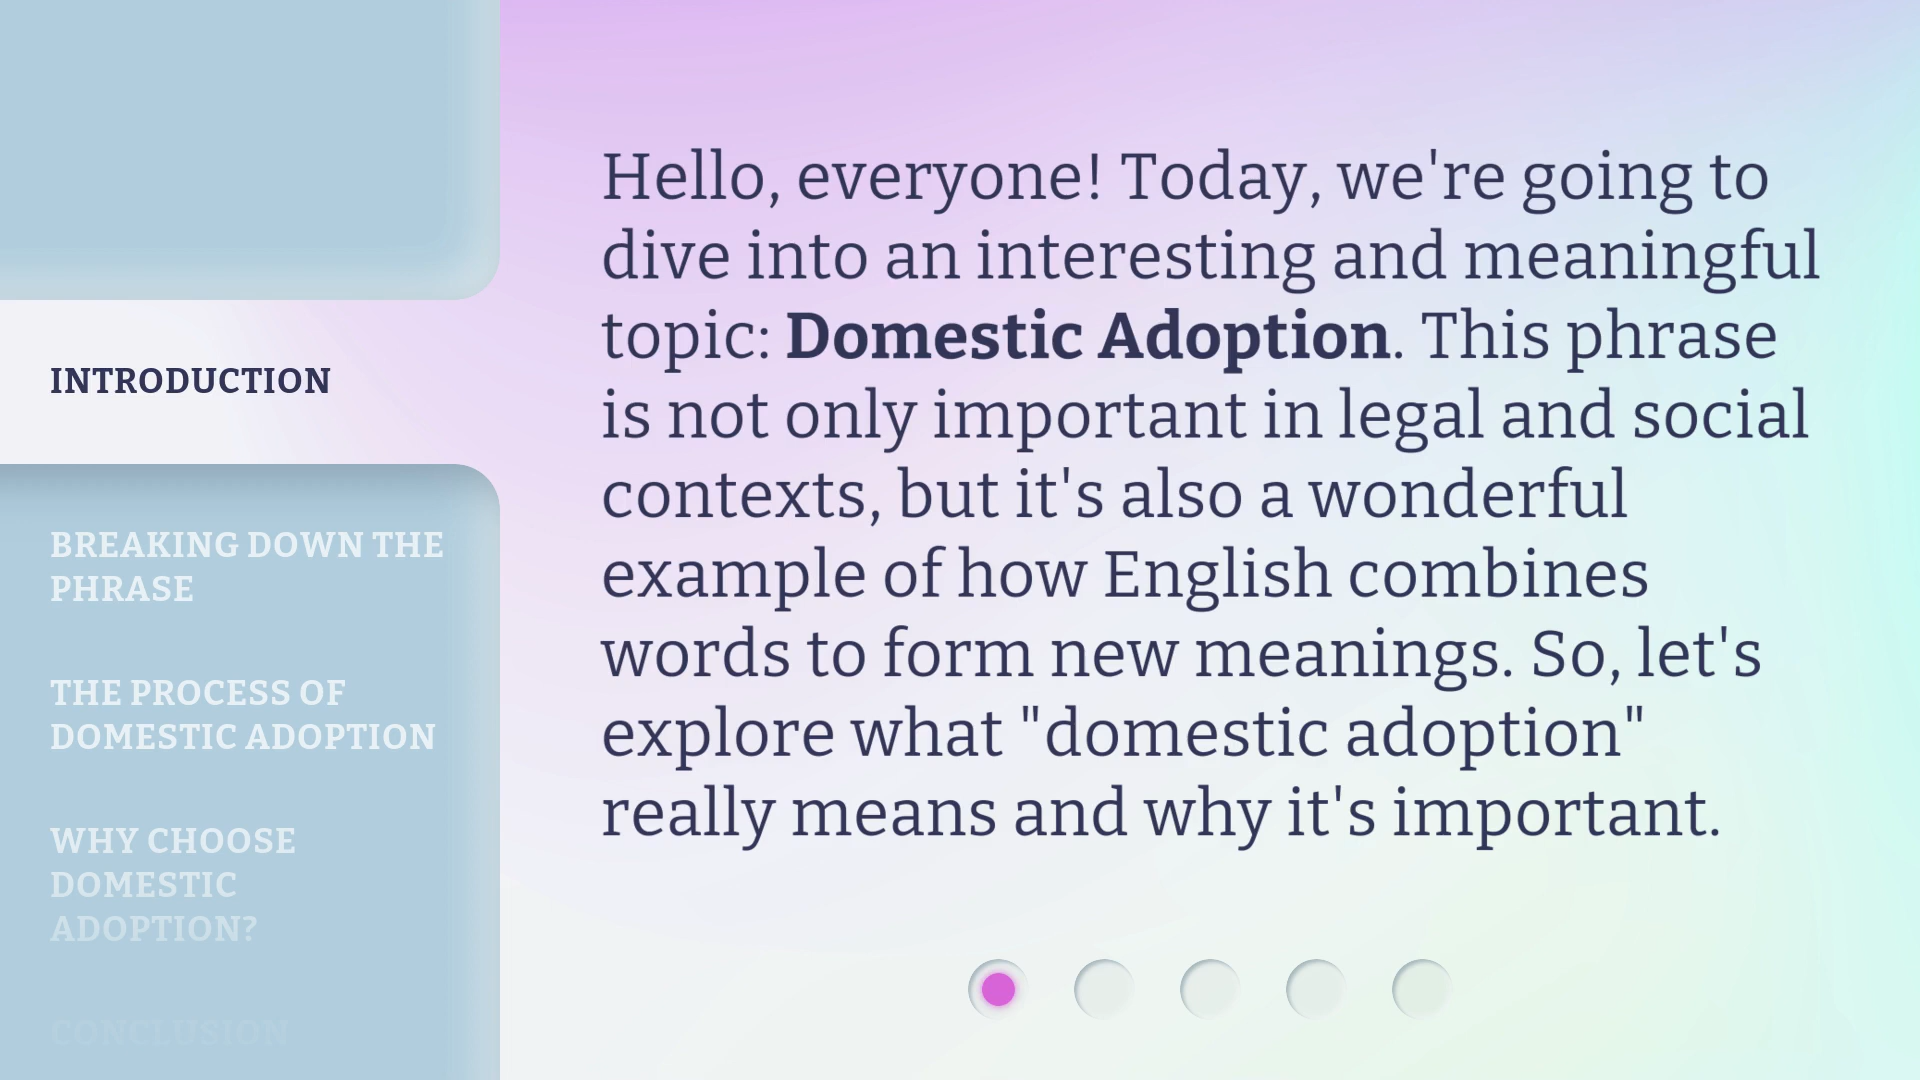 INTRODUCTION
BREAKING DOWN THE
PHRASE
THE PROCESS OF
DOMESTIC ADOPTION
WHY CHOOSE
DOMESTIC
ADOPTION?
CONCLUSION
Hello, everyone! Today, we're going to
dive into an interesting and meaningful
topic: Domestic Adoption. This phrase
is not only important in legal and social
contexts, but it's also a wonderful
example of how English combines
words to form new meanings. So, let's
explore what "domestic adoption"
really means and why it's important.